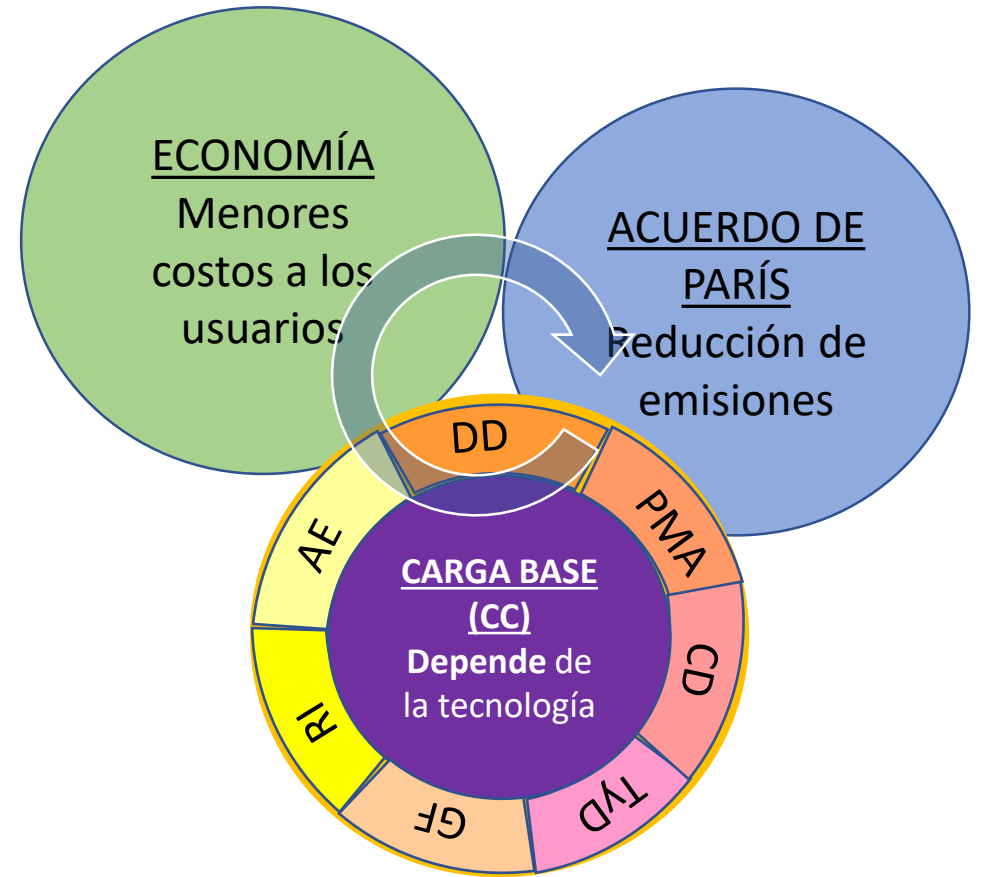 ECONOMÍA
Menores
costos a los
usuarios
ACUERDO DE
PARÍS
Reducción de
emisiones
DD
PMA
CD
TyD
GF
RI
AE
CARGA BASE
(CC)
Depende de
la tecnología